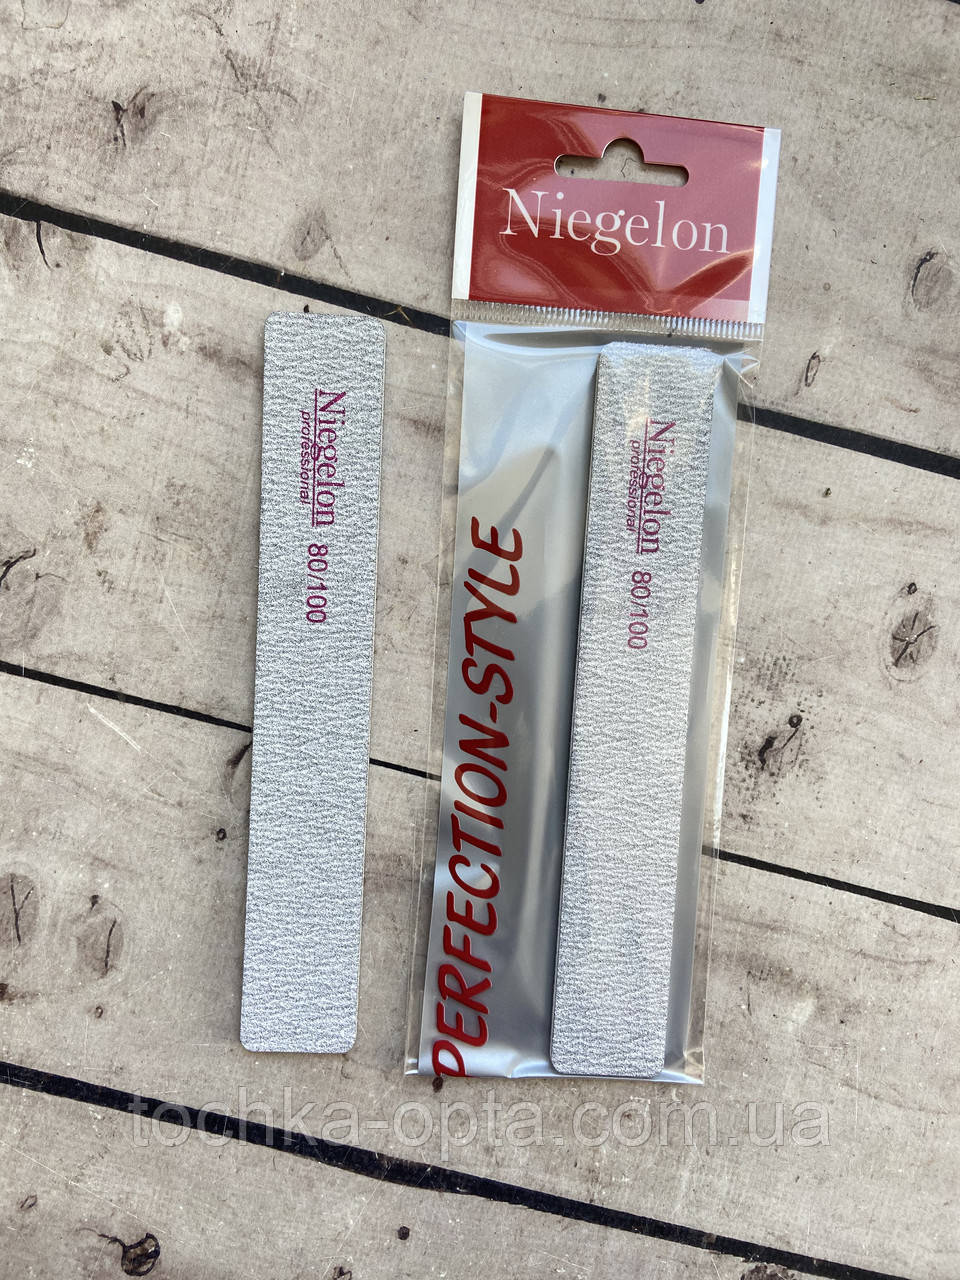 Niegelon
Niegelon
professional
80/100
Niegelon
professional
80/100
PERFECTION-STYLE
tochka-opta.com.ua